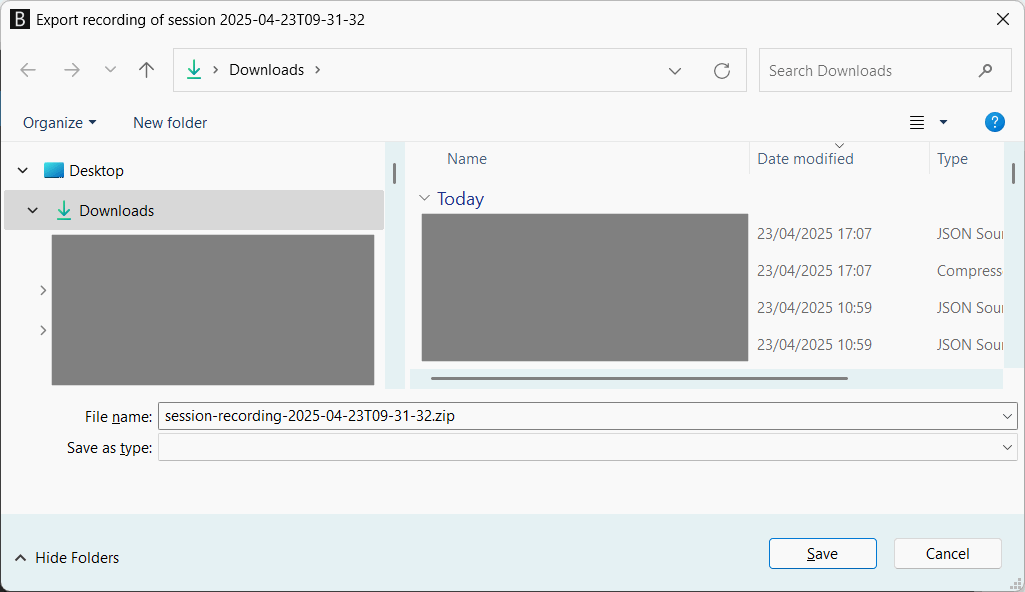 B Export recording of session 2025-04-23T09-31-32
Downloads
Search Downloads
Organize New folder
?
Desktop
Downloads
Name Date modified Type
Today
23/04/2025 17:07 JSON Sou
23/04/2025 17:07 Compress
23/04/2025 10:59 JSON Sou
23/04/2025 10:59 JSON Sou
File name: session-recording-2025-04-23T09-31-32.zip
Save as type:
Hide Folders Save Cancel